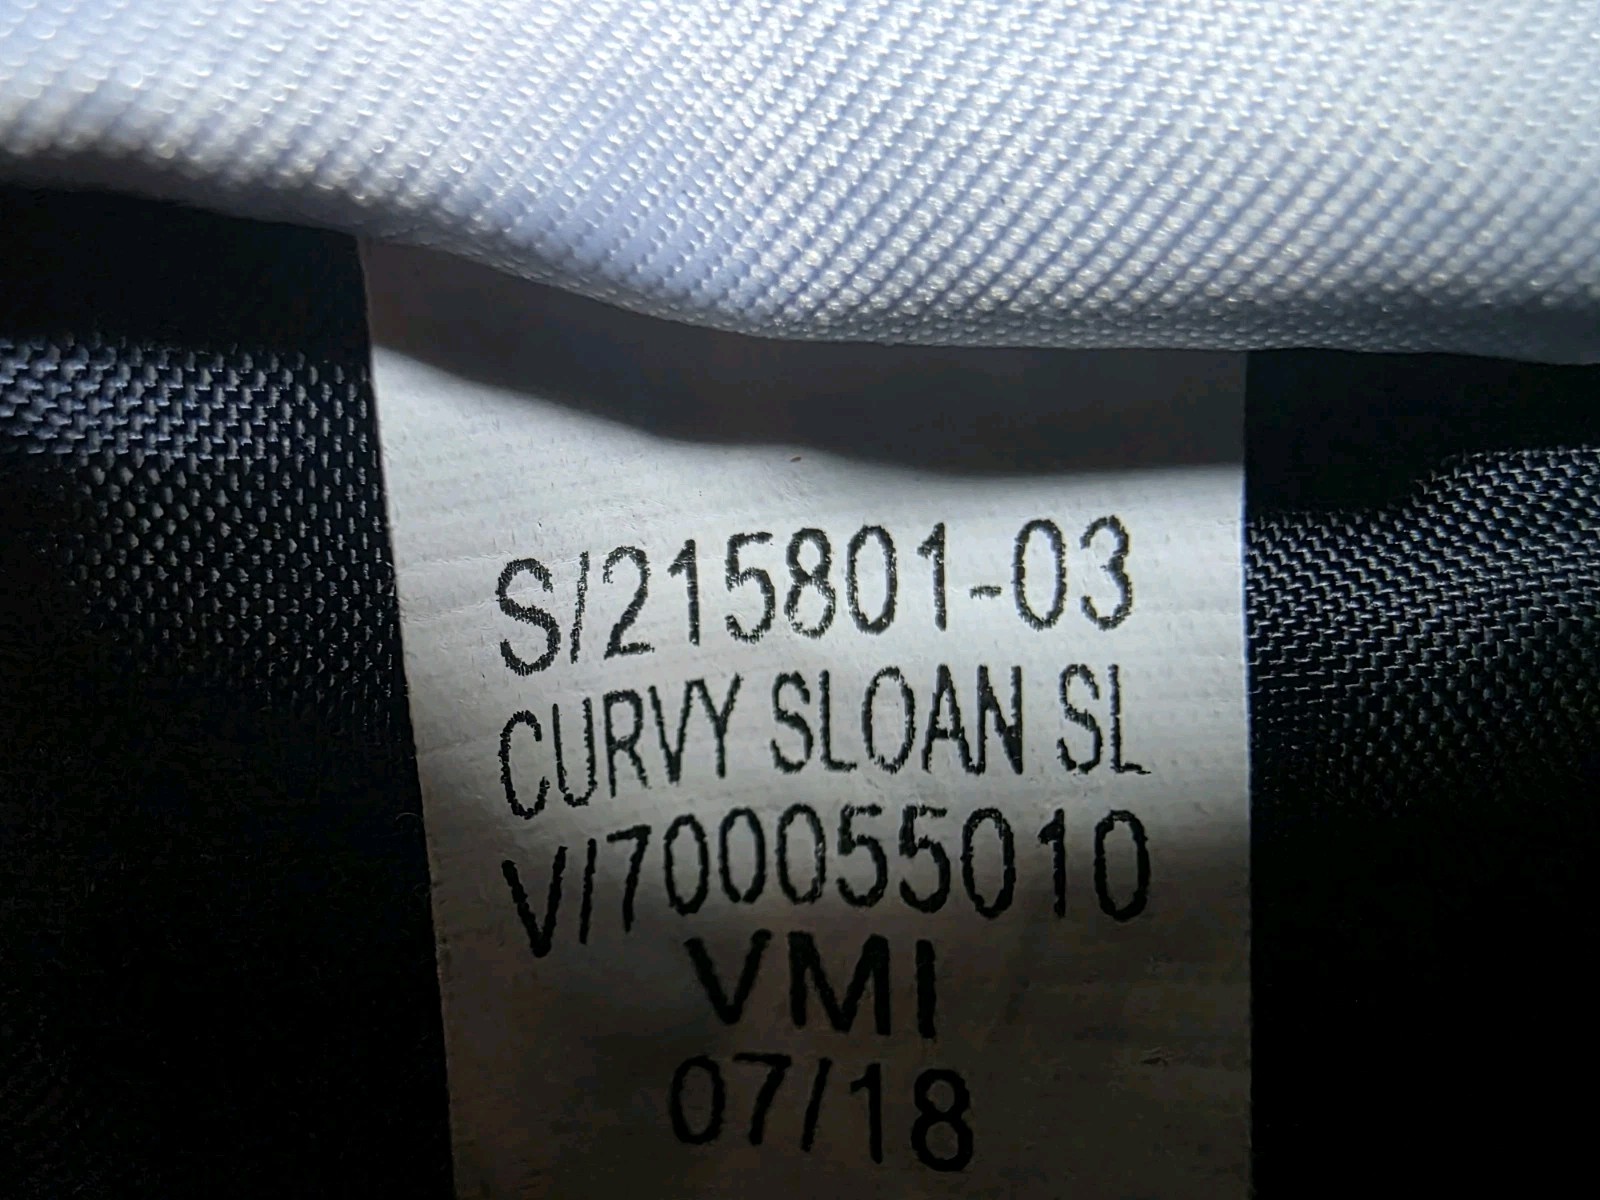 S/215801-03
CURVY SLOAN SL
V/700055010
VMI
07/18